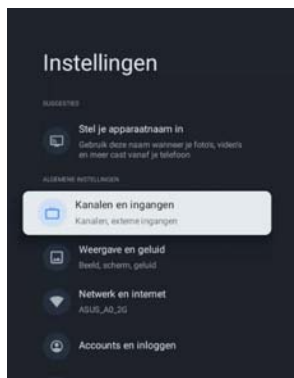 Instellingen
SUGGESTIES
Stel je apparaatnaam in
Gebruik deze naam wanneer je foto's, video's
en meer cast vanaf je telefoon
ALGEMENE INSTELLINGEN
Kanalen en ingangen
Kanalen, externe ingangen
Weergave en geluid
Beeld, scherm, geluid
Netwerk en internet
ASUS_A0_2G
Accounts en inloggen